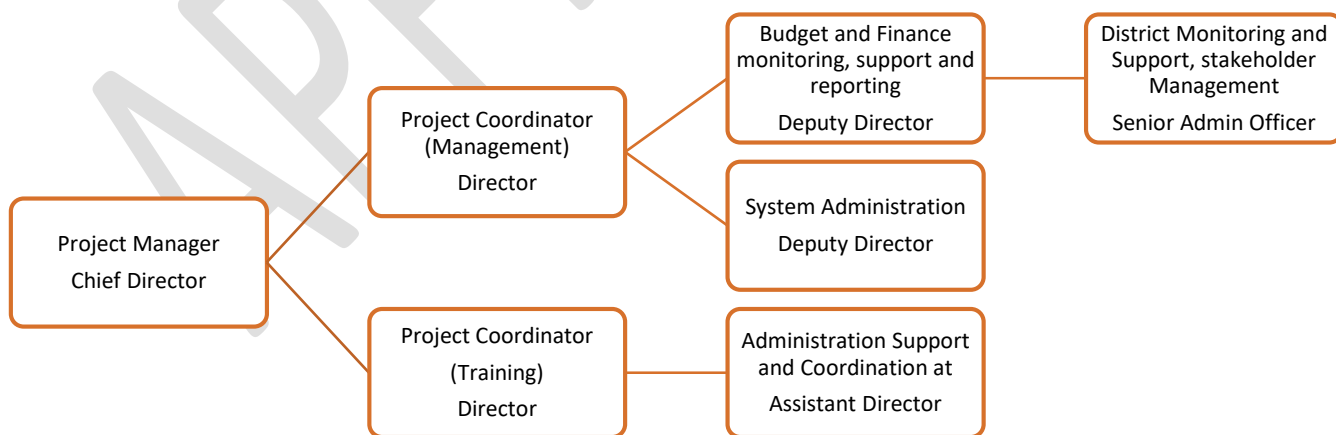 Budget and Finance
monitoring, support and
reporting
Deputy Director
District Monitoring and
Support, stakeholder
Management
Senior Admin Officer
Project Coordinator
(Management)
Director
System Administration
Deputy Director
Project Manager
Chief Director
Project Coordinator
(Training)
Director
Administration Support
and Coordination at
Assistant Director